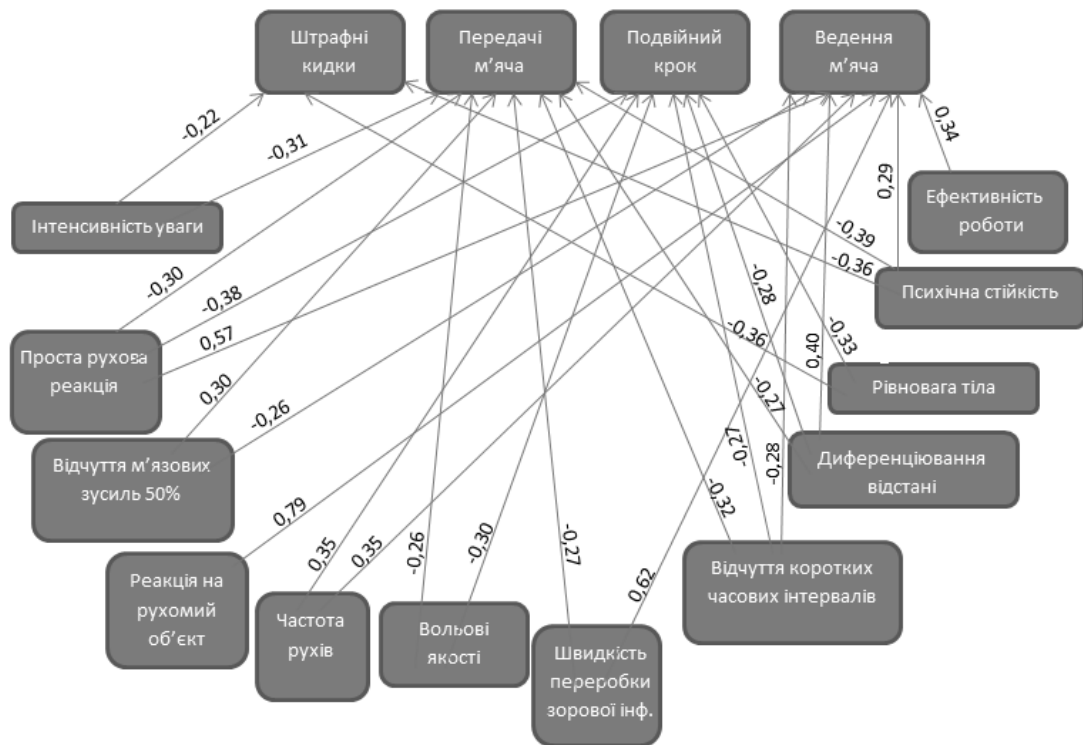 Штрафні
кидки
Передачі
м’яча
Подвійний
крок
Ведення
м’яча
-0,22
-0,31
0,34
0,29
Інтенсивність уваги
Ефективність
роботи
-0,30
-0,38
0,57
-0,39
-0,36
Психічна стійкість
-0,28
-0,36
0,40
-0,33
Проста рухова
реакція
Рівновага тіла
0,30
-0,26
-0,27
Відчуття м’язових
зусиль 50%
Диференціювання
відстані
-0,27
-0,28
-0,32
0,79
0,35
0,35
-0,26
-0,30
-0,27
0,62
Реакція на
рухомий
об’єкт
Частота
рухів
Вольові
якості
Швидкість
переробки
зорової інф.
Відчуття коротких
часових інтервалів